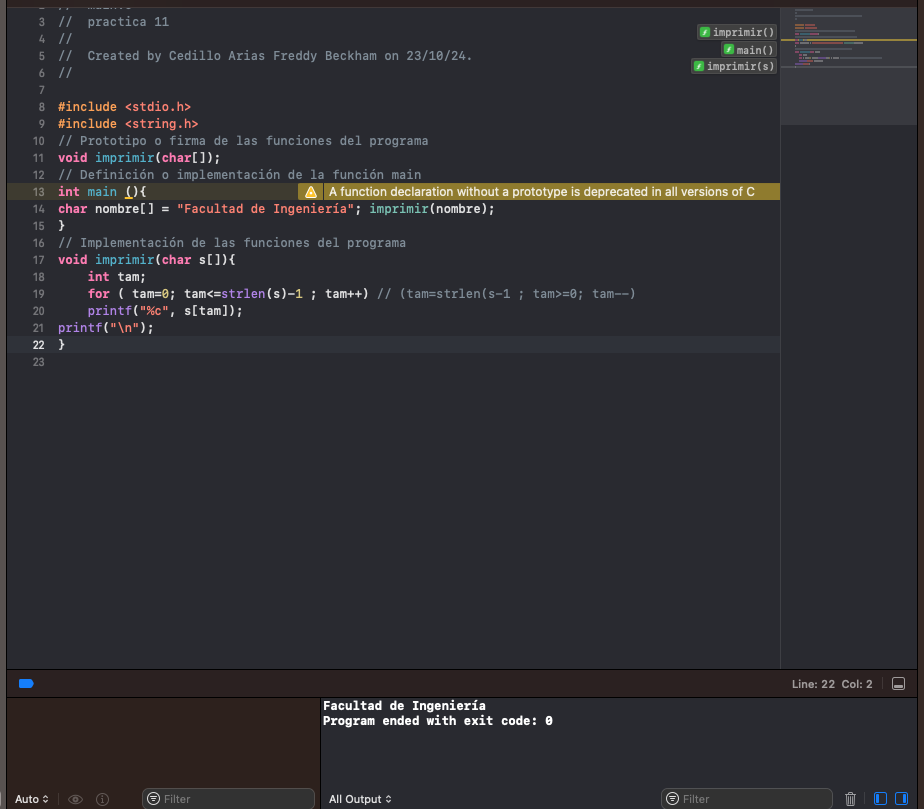 3 //  practica 11
4 //
5 //  Created by Cedillo Arias Freddy Beckham on 23/10/24.
6 //
7
8 #include <stdio.h>
9 #include <string.h>
10 // Prototipo o firma de las funciones del programa
11 void imprimir(char[]);
12 // Definición o implementación de la función main
13 int main (){ A function declaration without a prototype is deprecated in all versions of C
14 char nombre[] = "Facultad de Ingeniería"; imprimir(nombre);
15 }
16 // Implementación de las funciones del programa
17 void imprimir(char s[]){
18     int tam;
19     for ( tam=0; tam<=strlen(s)-1 ; tam++) // (tam=strlen(s-1 ; tam>=0; tam--)
20     printf("%c", s[tam]);
21 printf("\n");
22 }
23
imprimir()
main()
imprimir(s)
Line: 22 Col: 2
Facultad de Ingeniería
Program ended with exit code: 0
Auto Filter All Output Filter